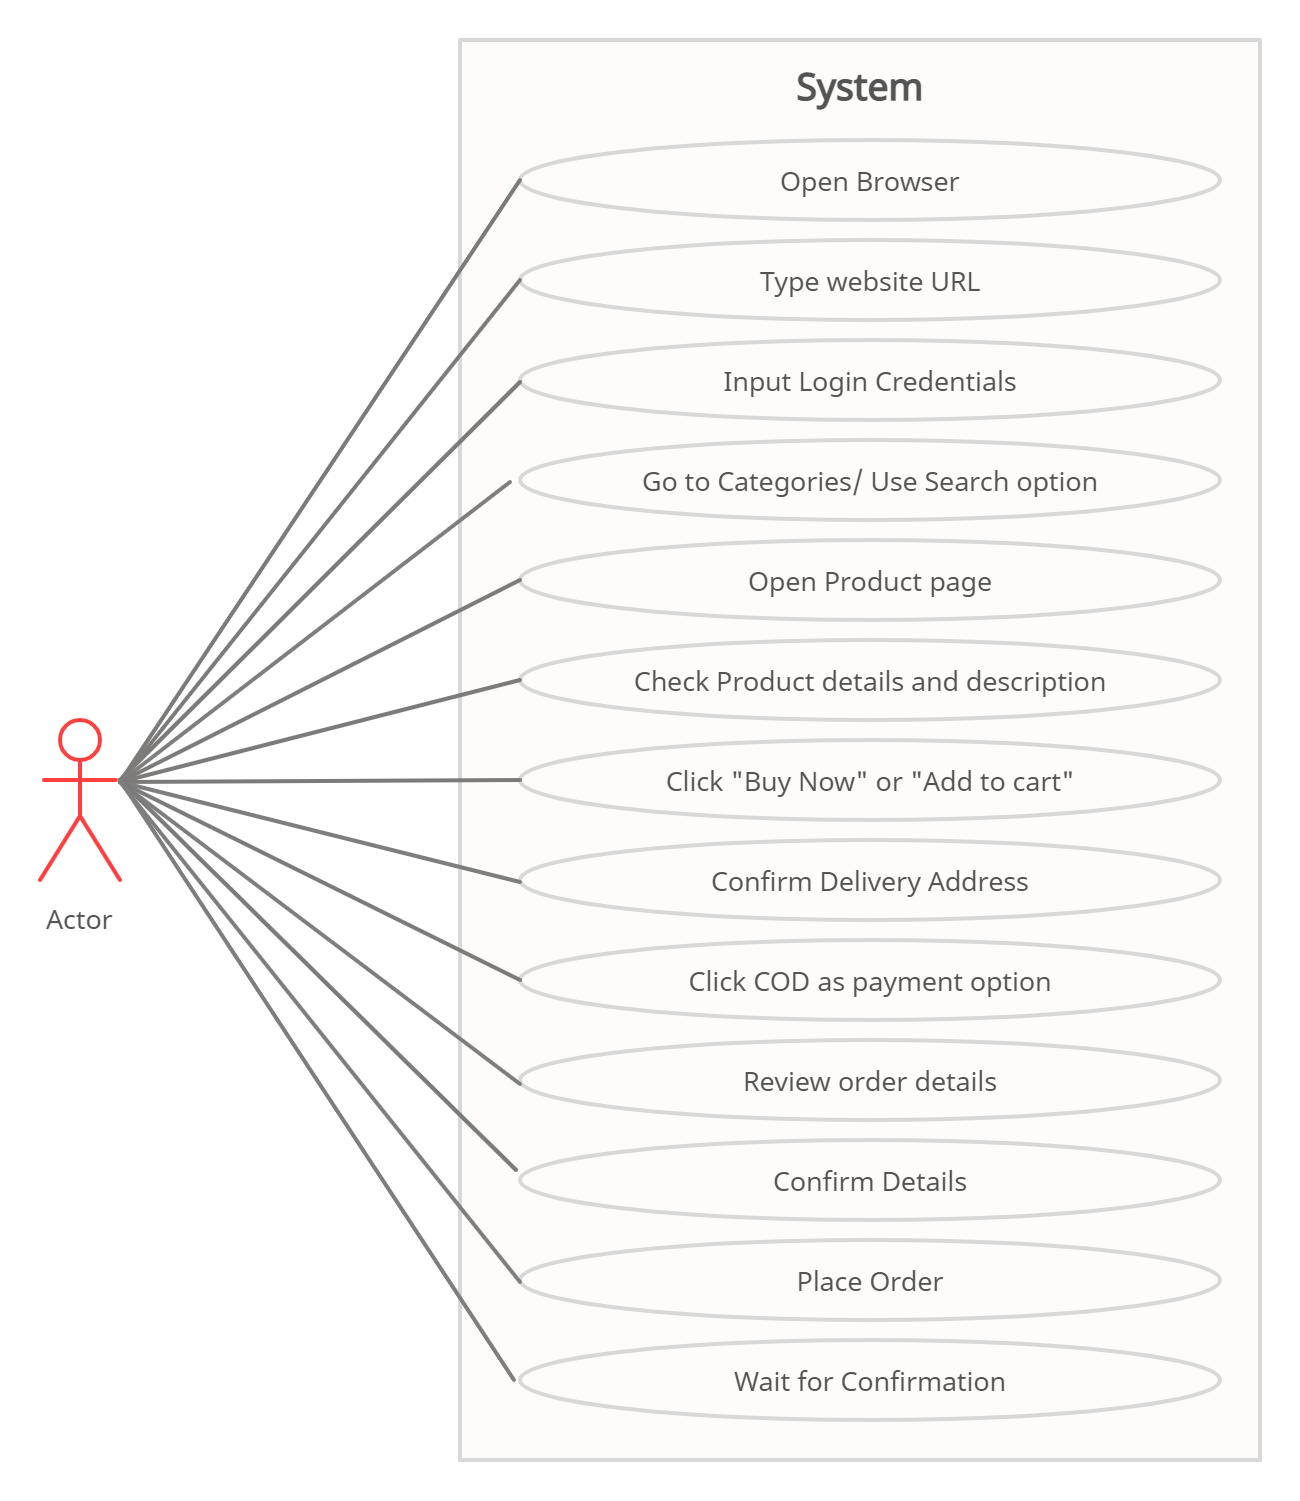 System
Open Browser
Type website URL
Input Login Credentials
Go to Categories/ Use Search option
Open Product page
Check Product details and description
Click "Buy Now" or "Add to cart"
Confirm Delivery Address
Actor
Click COD as payment option
Review order details
Confirm Details
Place Order
Wait for Confirmation